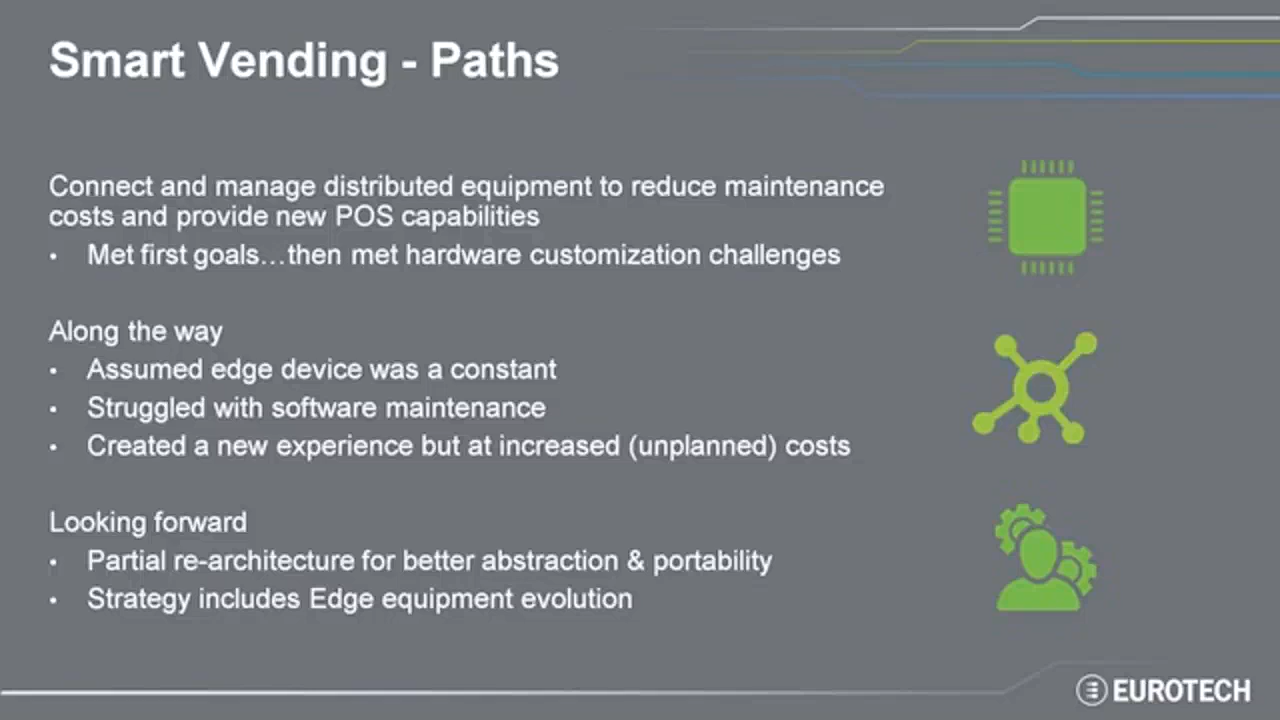 Smart Vending - Paths
Connect and manage distributed equipment to reduce maintenance
costs and provide new POS capabilities
• Met first goals…then met hardware customization challenges
Along the way
• Assumed edge device was a constant
• Struggled with software maintenance
• Created a new experience but at increased (unplanned) costs
Looking forward
• Partial re-architecture for better abstraction & portability
• Strategy includes Edge equipment evolution
EUROTECH